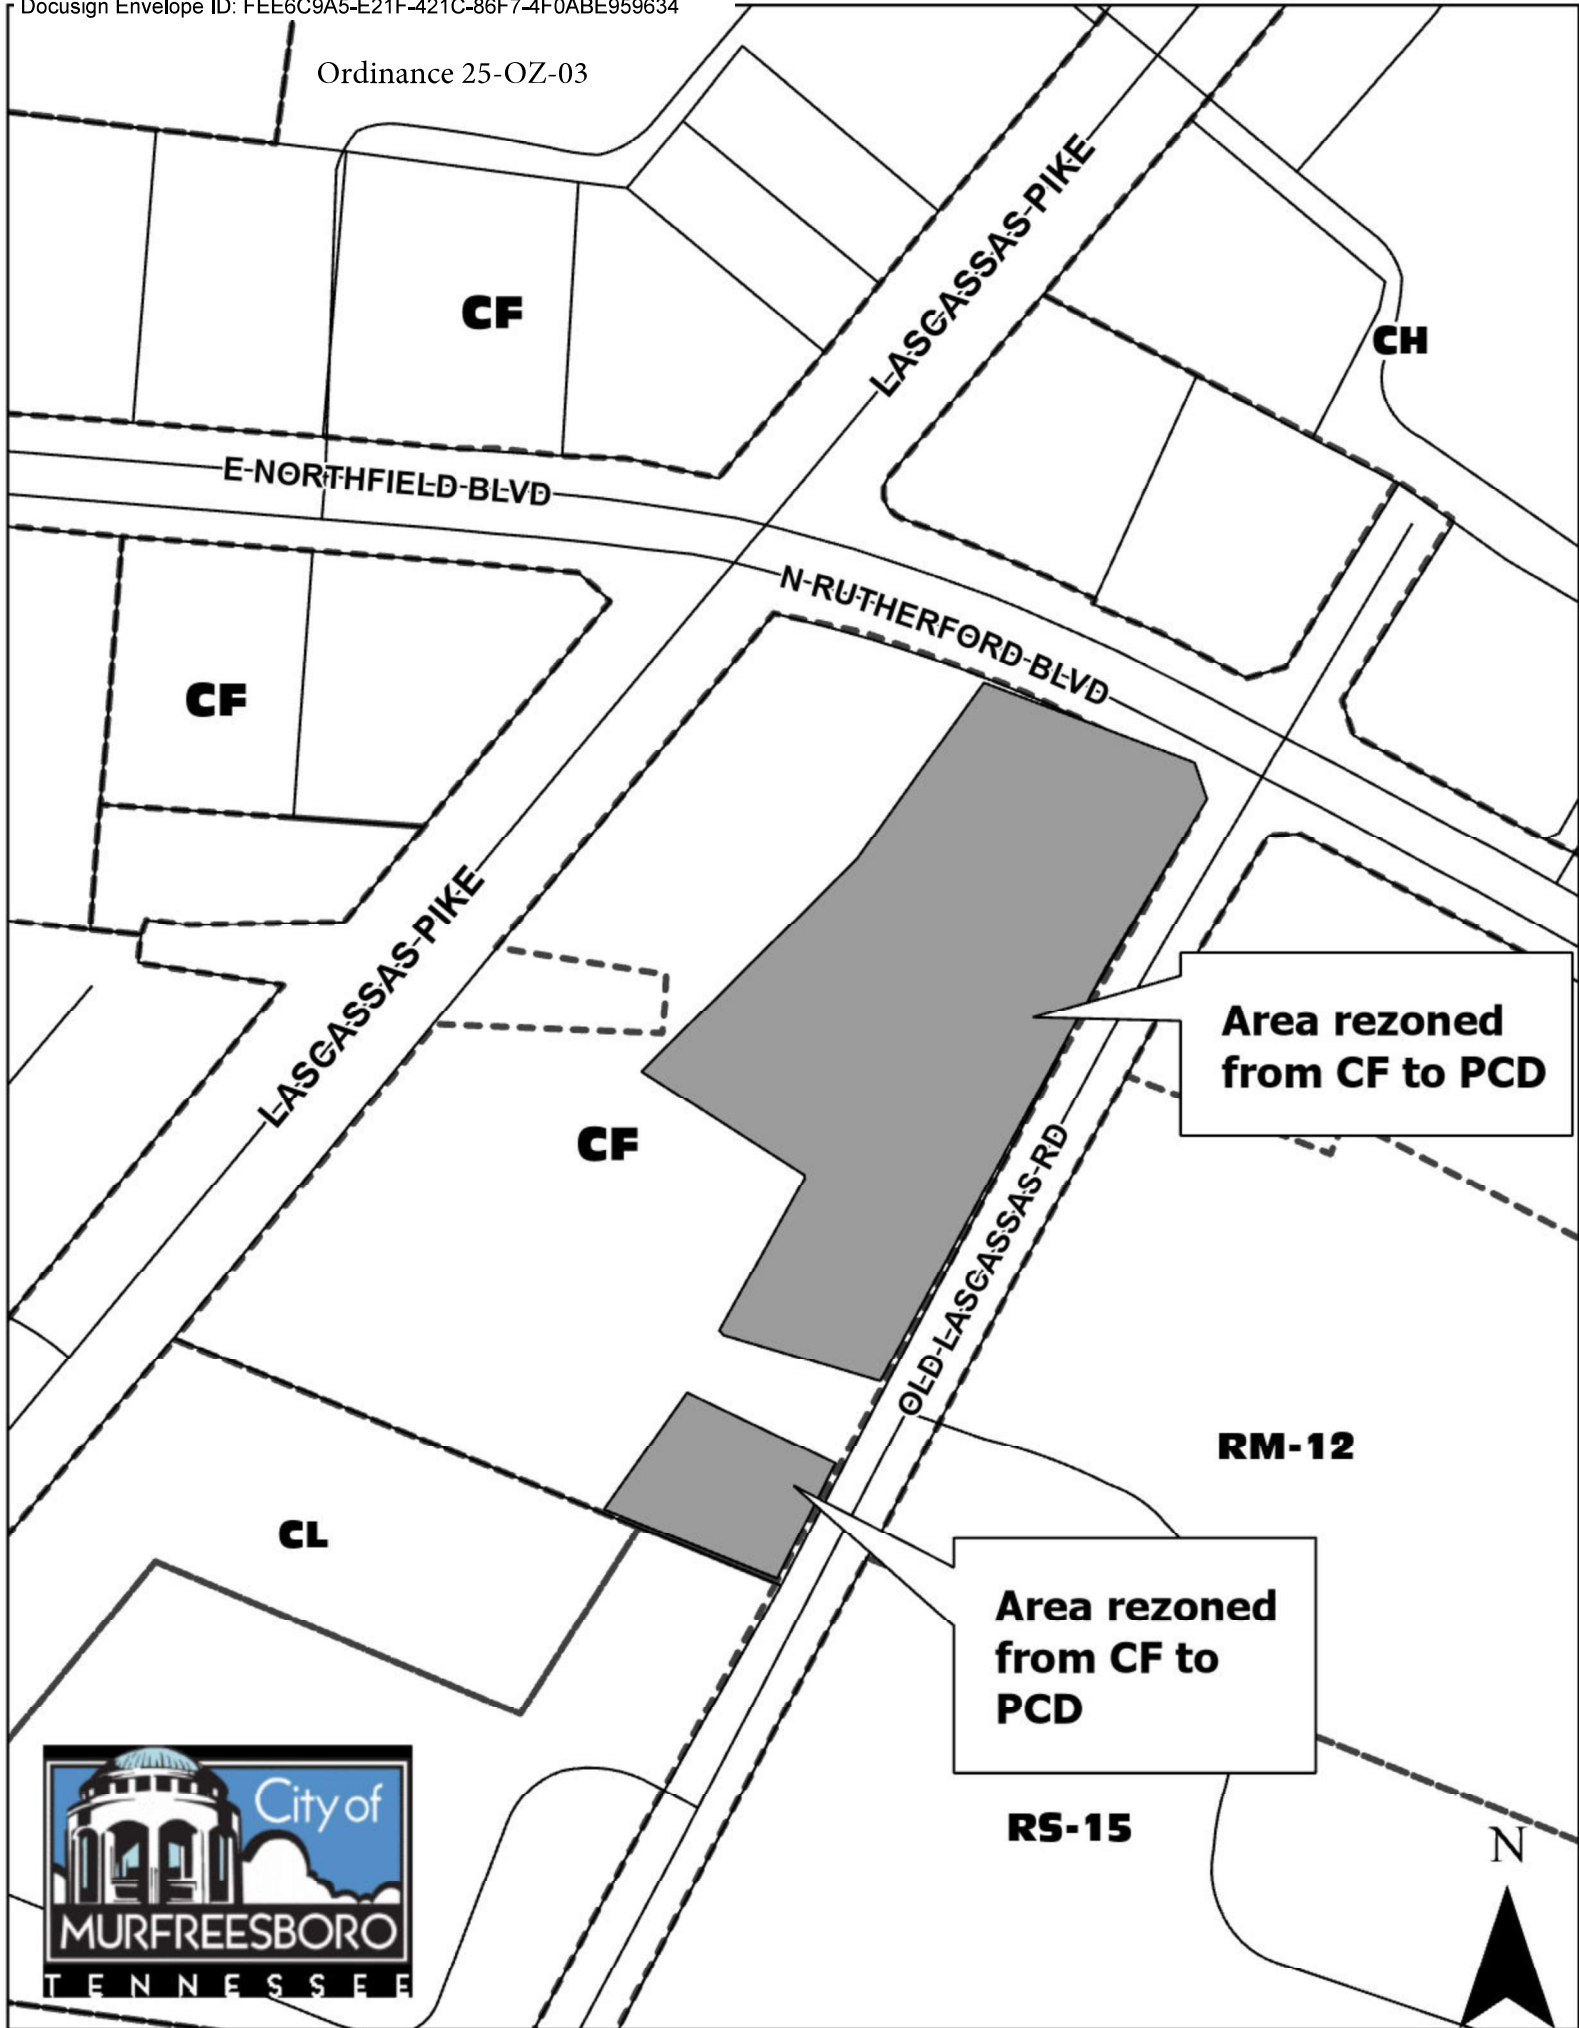 Docusign Envelope ID: FEE6C9A5-E21F-421C-86F7-4F0ABE959634
Ordinance 25-OZ-03
LASCASSAS PIKE
CF
CH
E NORTHFIELD BLVD
N RUTHERFORD BLVD
CF
LASCASSAS PIKE
Area rezoned
from CF to PCD
CF
OLD LASCASSAS RD
RM-12
CL
Area rezoned
from CF to
PCD
City of
MURFREESBORO
TENNESSEE
RS-15
N